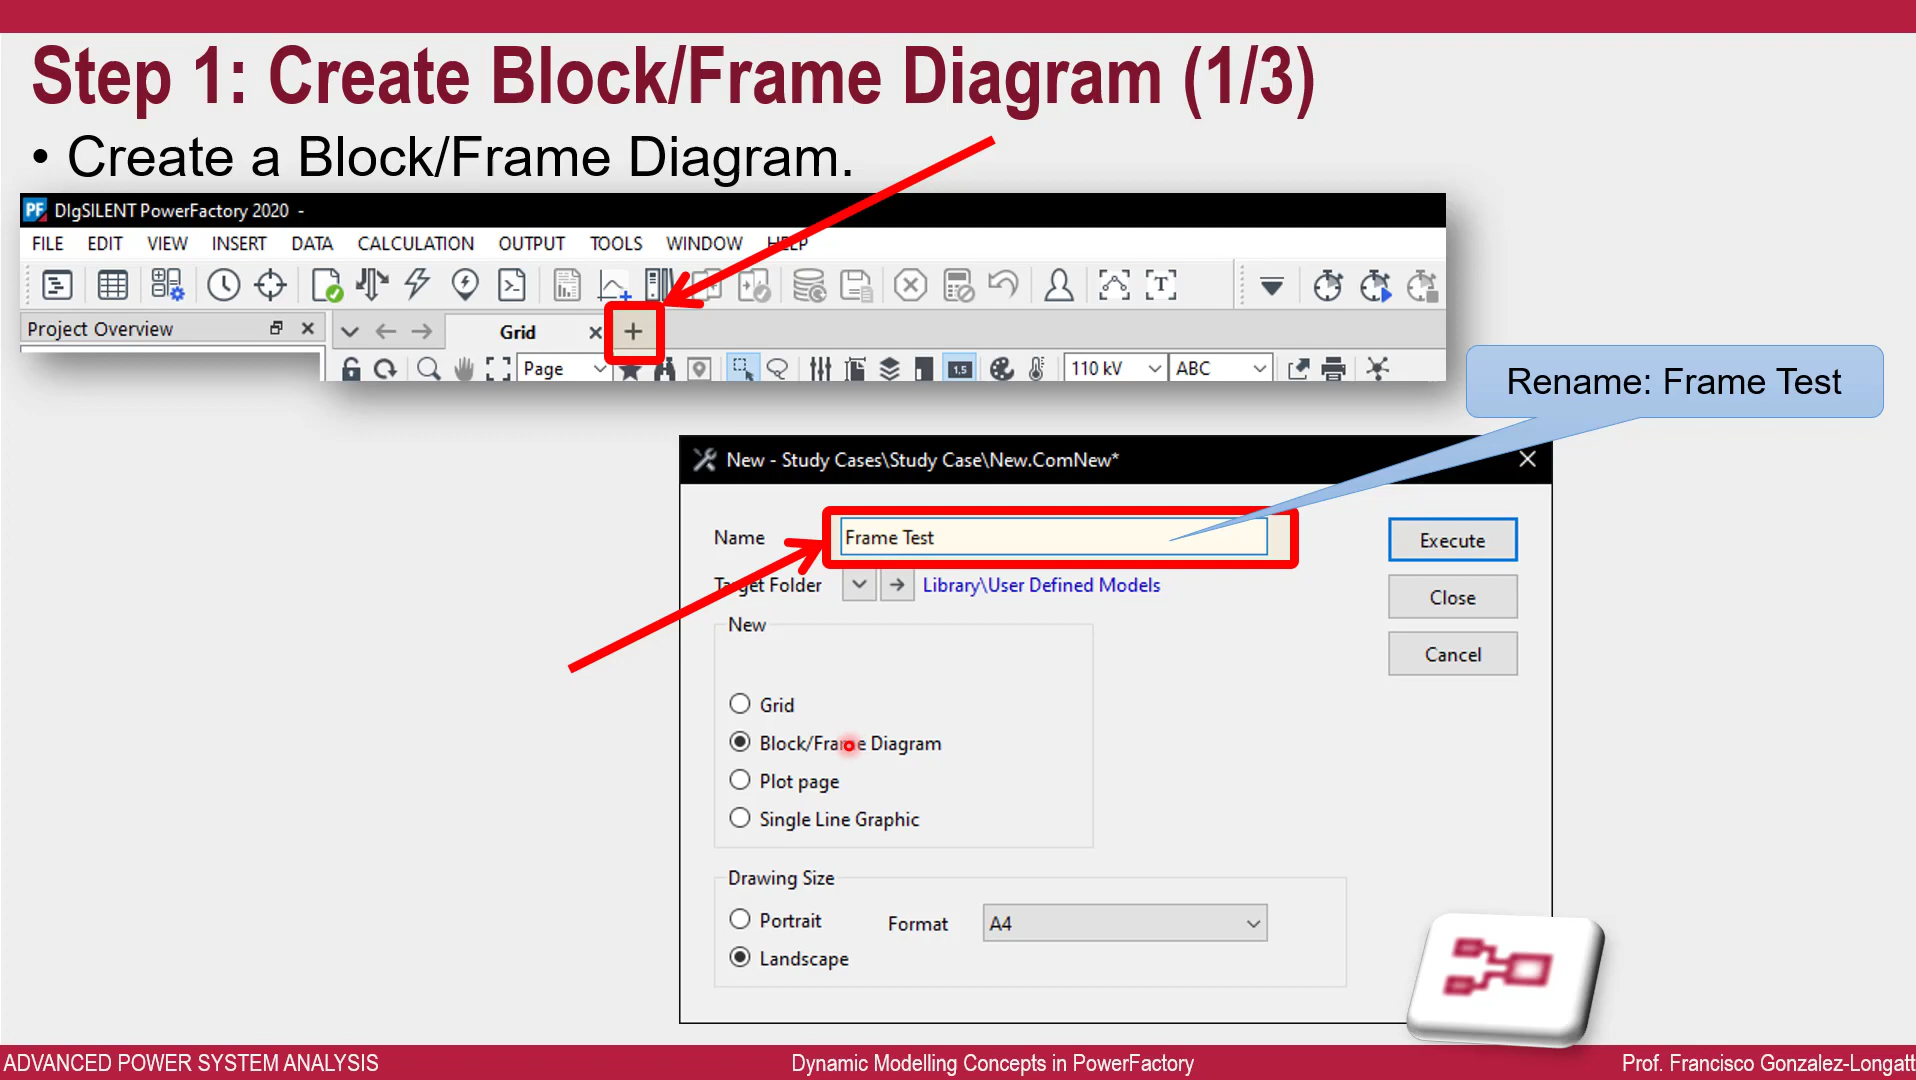 Step 1: Create Block/Frame Diagram (1/3)
• Create a Block/Frame Diagram.
PF DIgSILENT PowerFactory 2020 -
FILE EDIT VIEW INSERT DATA CALCULATION OUTPUT TOOLS WINDOW HELP
Project Overview
Grid
Page
1.5
110 kV
ABC
Rename: Frame Test
New - Study Cases\Study Case\New.ComNew*
Name
Frame Test
Execute
Target Folder
Library\User Defined Models
Close
New
Cancel
Grid
Block/Frame Diagram
Plot page
Single Line Graphic
Drawing Size
Portrait
Format
A4
Landscape
ADVANCED POWER SYSTEM ANALYSIS
Dynamic Modelling Concepts in PowerFactory
Prof. Francisco Gonzalez-Longatt